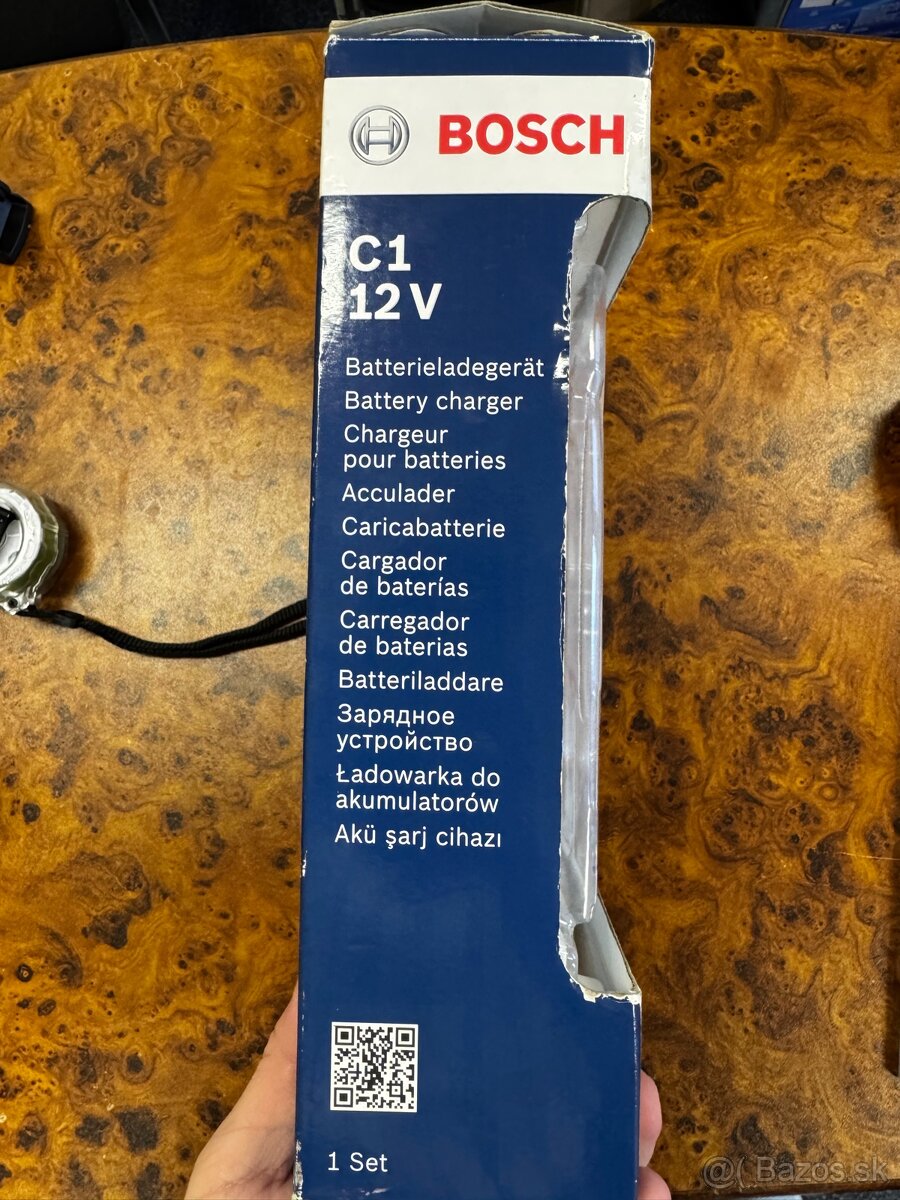 BOSCH
C1
12 V
Batterieladegerät
Battery charger
Chargeur
pour batteries
Acculader
Caricabatterie
Cargador
de baterías
Carregador
de baterias
Batteriladdare
Зарядное
устройство
Ładowarka do
akumulatorów
Akü şarj cihazı
1 Set
@( Bazos.sk